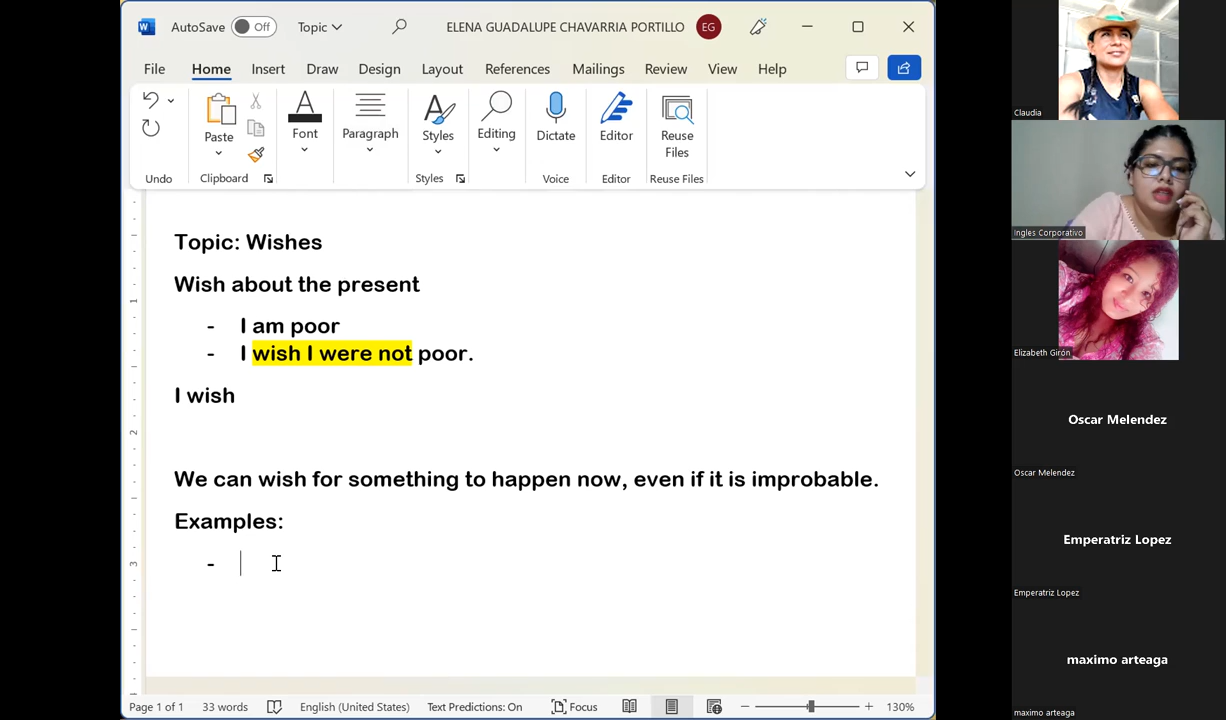 AutoSave Off Topic ELENA GUADALUPE CHAVARRIA PORTILLO EG
File Home Insert Draw Design Layout References Mailings Review View Help
Paste Font Paragraph Styles Editing Dictate Editor Reuse Files
Undo Clipboard Styles Voice Editor Reuse Files
Topic: Wishes
Wish about the present
- I am poor
- I wish I were not poor.
I wish
We can wish for something to happen now, even if it is improbable.
Examples:
-
1
2
3
Page 1 of 1 33 words English (United States) Text Predictions: On Focus 130%
Claudia
Ingles Corporativo
Elizabeth Girón
Oscar Melendez
Oscar Melendez
Emperatriz Lopez
Emperatriz Lopez
maximo arteaga
maximo arteaga